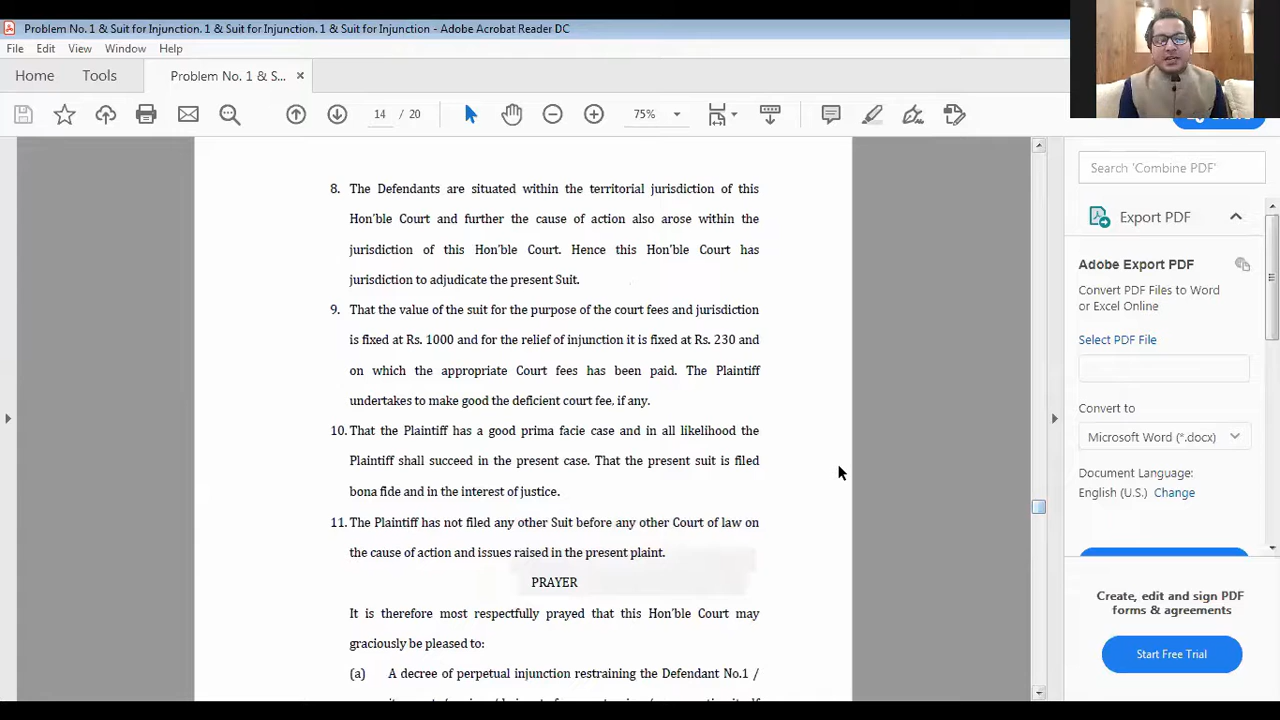 Problem No. 1 & Suit for Injunction. 1 & Suit for Injunction. 1 & Suit for Injunction - Adobe Acrobat Reader DC
File Edit View Window Help
Home Tools Problem No. 1 & S... ×
14 / 20 75%
Search 'Combine PDF'
Export PDF
Adobe Export PDF
Convert PDF Files to Word
or Excel Online
Select PDF File
Convert to
Microsoft Word (*.docx)
Document Language:
English (U.S.) Change
Create, edit and sign PDF
forms & agreements
Start Free Trial
8. The Defendants are situated within the territorial jurisdiction of this
Hon'ble Court and further the cause of action also arose within the
jurisdiction of this Hon'ble Court. Hence this Hon'ble Court has
jurisdiction to adjudicate the present Suit.
9. That the value of the suit for the purpose of the court fees and jurisdiction
is fixed at Rs. 1000 and for the relief of injunction it is fixed at Rs. 230 and
on which the appropriate Court fees has been paid. The Plaintiff
undertakes to make good the deficient court fee, if any.
10. That the Plaintiff has a good prima facie case and in all likelihood the
Plaintiff shall succeed in the present case. That the present suit is filed
bona fide and in the interest of justice.
11. The Plaintiff has not filed any other Suit before any other Court of law on
the cause of action and issues raised in the present plaint.
PRAYER
It is therefore most respectfully prayed that this Hon'ble Court may
graciously be pleased to:
(a) A decree of perpetual injunction restraining the Defendant No.1 /